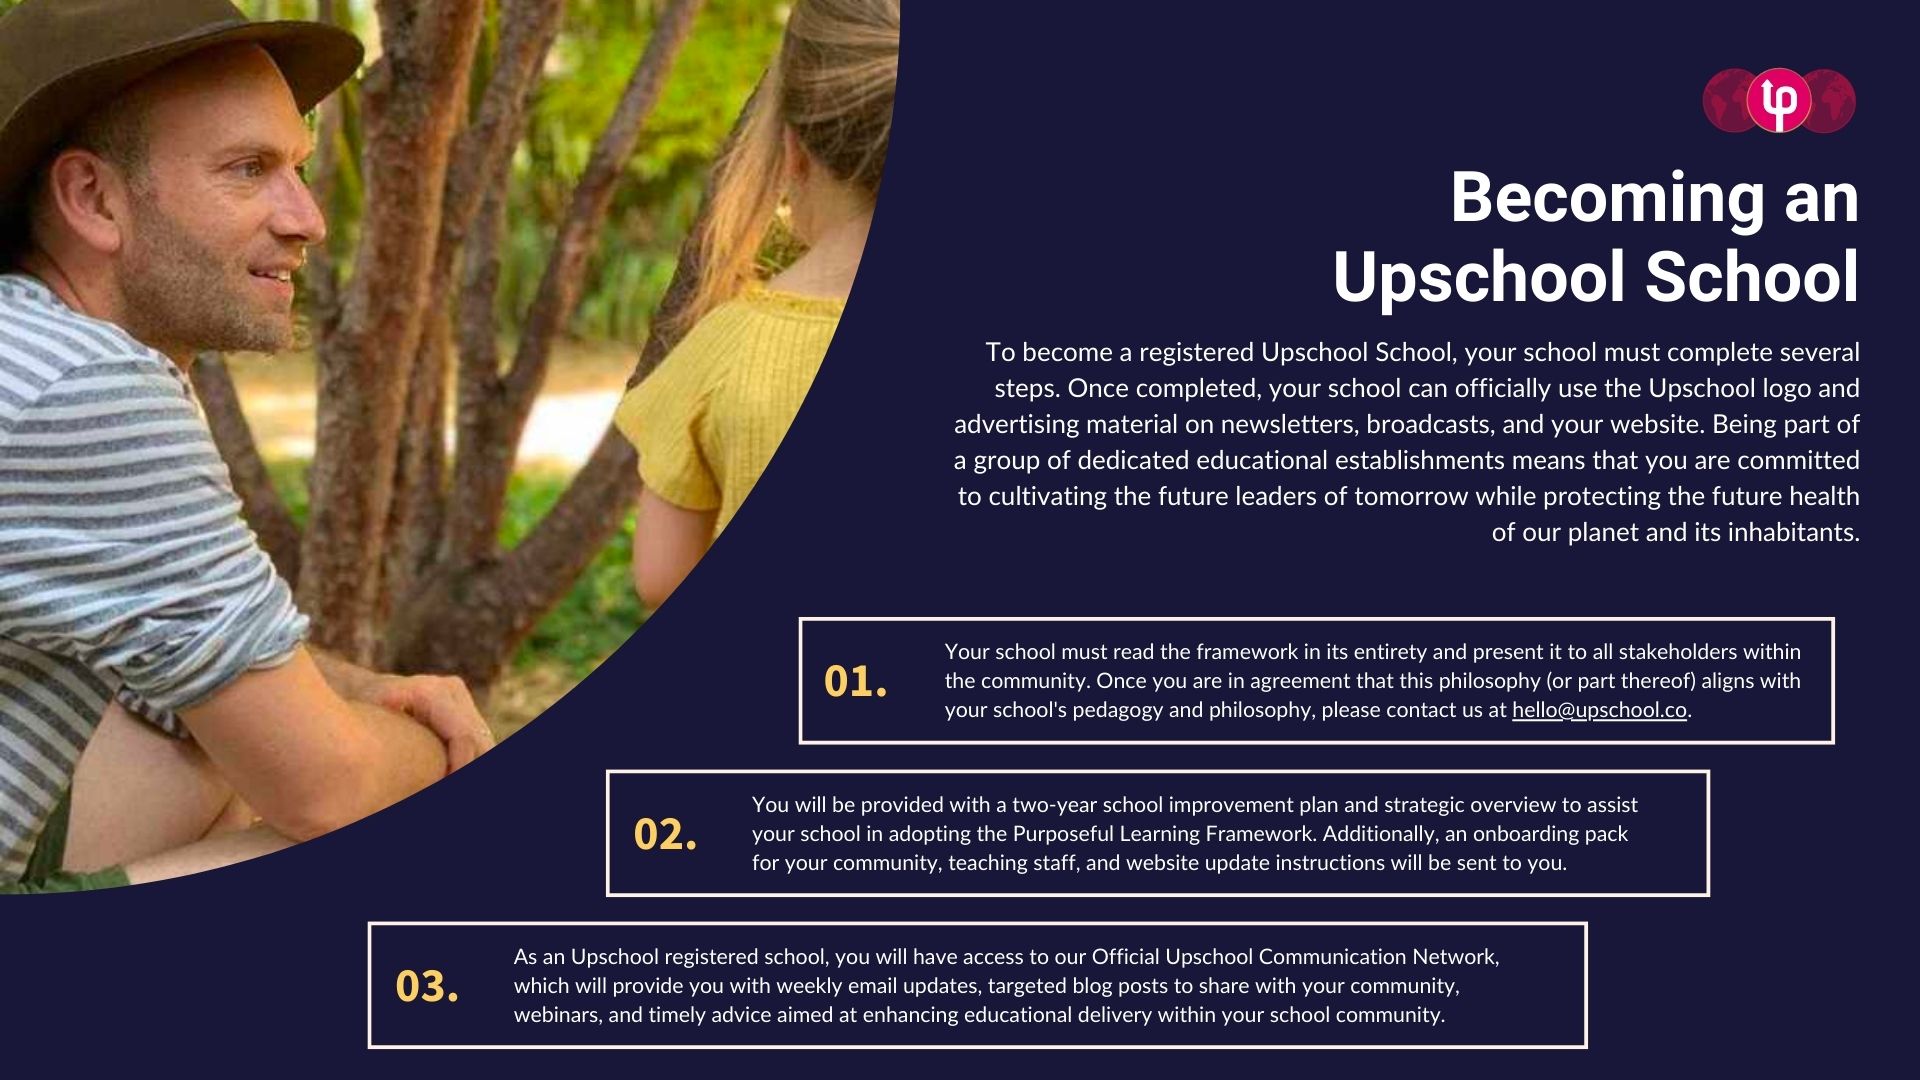 up
Becoming an
Upschool School
To become a registered Upschool School, your school must complete several
steps. Once completed, your school can officially use the Upschool logo and
advertising material on newsletters, broadcasts, and your website. Being part of
a group of dedicated educational establishments means that you are committed
to cultivating the future leaders of tomorrow while protecting the future health
of our planet and its inhabitants.
01.
Your school must read the framework in its entirety and present it to all stakeholders within
the community. Once you are in agreement that this philosophy (or part thereof) aligns with
your school's pedagogy and philosophy, please contact us at hello@upschool.co.
02.
You will be provided with a two-year school improvement plan and strategic overview to assist
your school in adopting the Purposeful Learning Framework. Additionally, an onboarding pack
for your community, teaching staff, and website update instructions will be sent to you.
03.
As an Upschool registered school, you will have access to our Official Upschool Communication Network,
which will provide you with weekly email updates, targeted blog posts to share with your community,
webinars, and timely advice aimed at enhancing educational delivery within your school community.